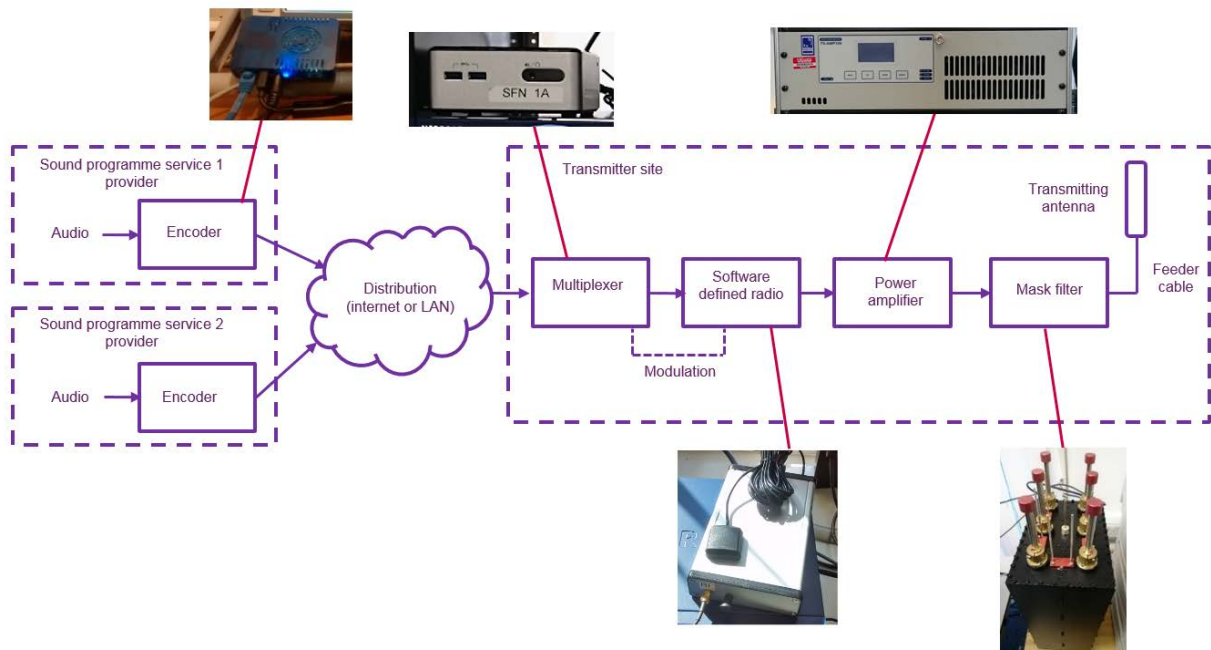 SFN 1A
Sound programme service 1
provider
Audio
Encoder
Sound programme service 2
provider
Audio
Encoder
Distribution
(internet or LAN)
Transmitter site
Multiplexer
Software
defined radio
Modulation
Power
amplifier
Mask filter
Transmitting
antenna
Feeder
cable